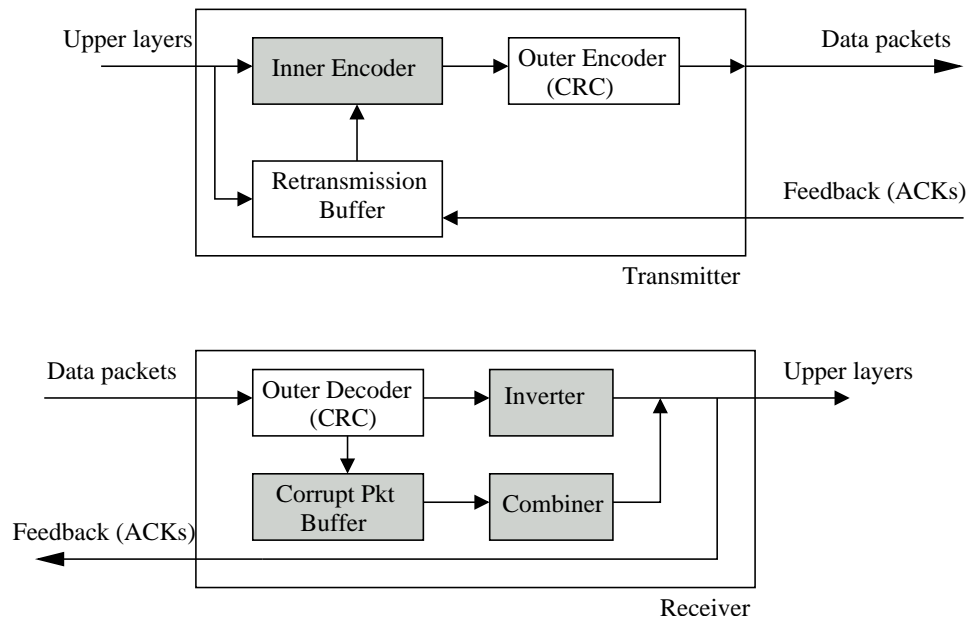 Upper layers
Inner Encoder
Outer Encoder
(CRC)
Data packets
Retransmission
Buffer
Feedback (ACKs)
Transmitter
Data packets
Outer Decoder
(CRC)
Inverter
Upper layers
Corrupt Pkt
Buffer
Combiner
Feedback (ACKs)
Receiver